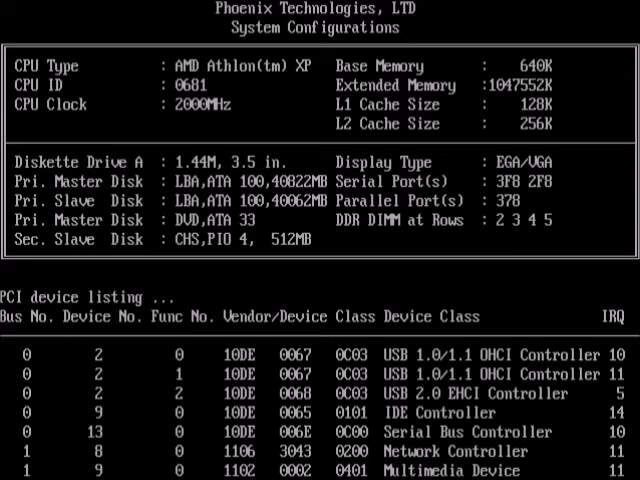 Phoenix Technologies, LTD
System Configurations
CPU Type : AMD Athlon(tm) XP Base Memory : 640K
CPU ID : 0681 Extended Memory :1047552K
CPU Clock : 2000MHz L1 Cache Size : 128K
L2 Cache Size : 256K
Diskette Drive A : 1.44M, 3.5 in. Display Type : EGA/VGA
Pri. Master Disk : LBA,ATA 100,40822MB Serial Port(s) : 3F8 2F8
Pri. Slave Disk : LBA,ATA 100,40062MB Parallel Port(s) : 378
Pri. Master Disk : DVD,ATA 33 DDR DIMM at Rows : 2 3 4 5
Sec. Slave Disk : CHS,PIO 4, 512MB
PCI device listing ...
Bus No. Device No. Func No. Vendor/Device Class Device Class IRQ
0 2 0 10DE 0067 0C03 USB 1.0/1.1 OHCI Controller 10
0 2 1 10DE 0067 0C03 USB 1.0/1.1 OHCI Controller 11
0 2 2 10DE 0068 0C03 USB 2.0 EHCI Controller 5
0 9 0 10DE 0065 0101 IDE Controller 14
0 13 0 10DE 006E 0C00 Serial Bus Controller 10
1 8 0 1106 3043 0200 Network Controller 11
1 9 0 1102 0002 0401 Multimedia Device 11